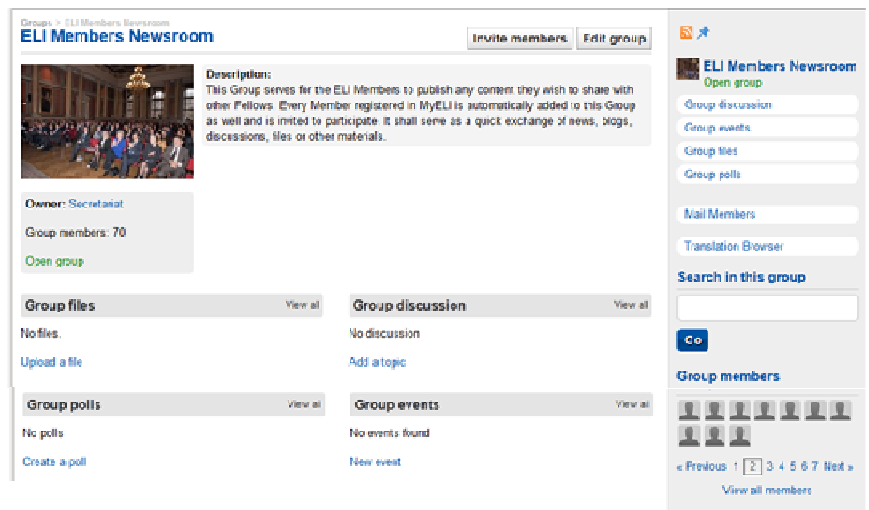 Groups > ELI Members Newsroom
ELI Members Newsroom
Invite members
Edit group
Description:
This Group serves for the ELI Members to publish any content they wish to share with
other Fellows. Every Member registered in MyELI is automatically added to this Group
as well and is invited to participate. It shall serve as a quick exchange of news, blogs,
discussions, files or other materials.
Owner: Secretariat
Group members: 70
Open group
Group files View all
No files.
Upload a file
Group discussion View all
No discussion
Add a topic
Group polls View all
No polls
Create a poll
Group events View all
No events found
New event
ELI Members Newsroom
Open group
Group discussion
Group events
Group files
Group polls
Mail Members
Translation Browser
Search in this group
Go
Group members
« Previous 1 2 3 4 5 6 7 Next »
View all members